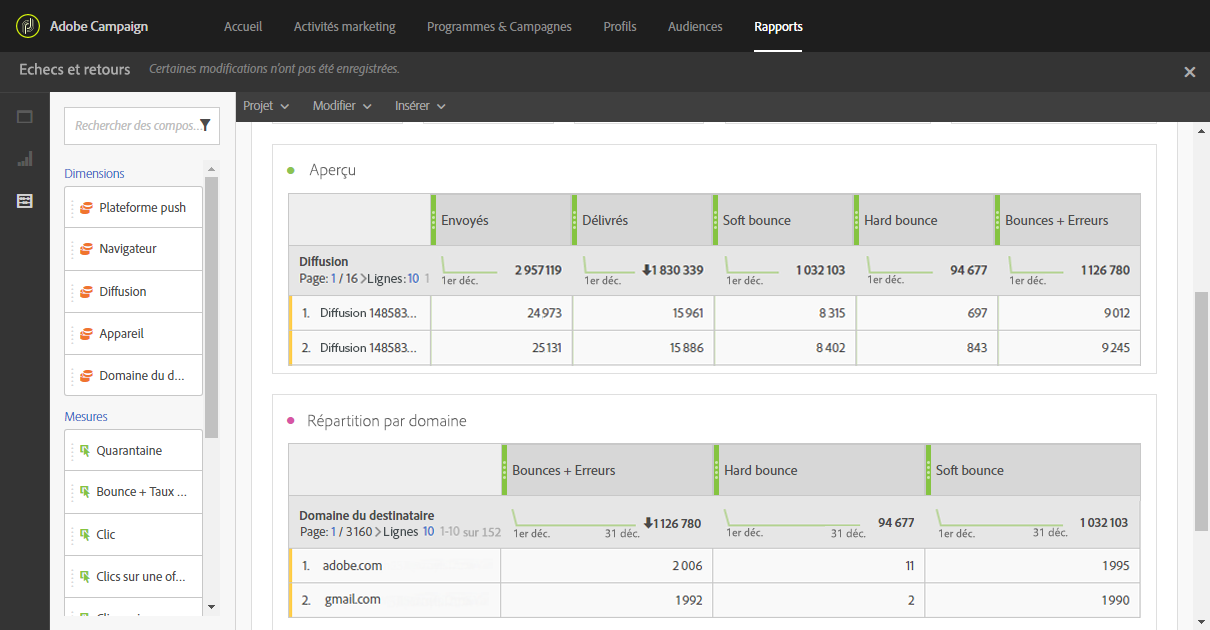 Adobe Campaign Accueil Activités marketing Programmes & Campagnes Profils Audiences Rapports
Echecs et retours Certaines modifications n'ont pas été enregistrées.
Projet Modifier Insérer
Rechercher des compos...
Dimensions
Plateforme push
Navigateur
Diffusion
Appareil
Domaine du d...
Mesures
Quarantaine
Bounce + Taux ...
Clic
Clics sur une of...
Aperçu
Envoyés Délivrés Soft bounce Hard bounce Bounces + Erreurs
Diffusion
Page: 1 / 16 > Lignes: 10 1
2 957 119 1 830 339 1 032 103 94 677 1 126 780
1er déc. 1er déc. 1er déc. 1er déc. 1er déc.
1. Diffusion 148583... 24 973 15 961 8 315 697 9 012
2. Diffusion 148583... 25 131 15 886 8 402 843 9 245
Répartition par domaine
Bounces + Erreurs Hard bounce Soft bounce
Domaine du destinataire
Page: 1 / 3160 > Lignes 10 1-10 sur 152
1 126 780 94 677 1 032 103
1er déc. 31 déc. 1er déc. 31 déc. 1er déc. 31 déc.
1. adobe.com 2 006 11 1 995
2. gmail.com 1 992 2 1 990